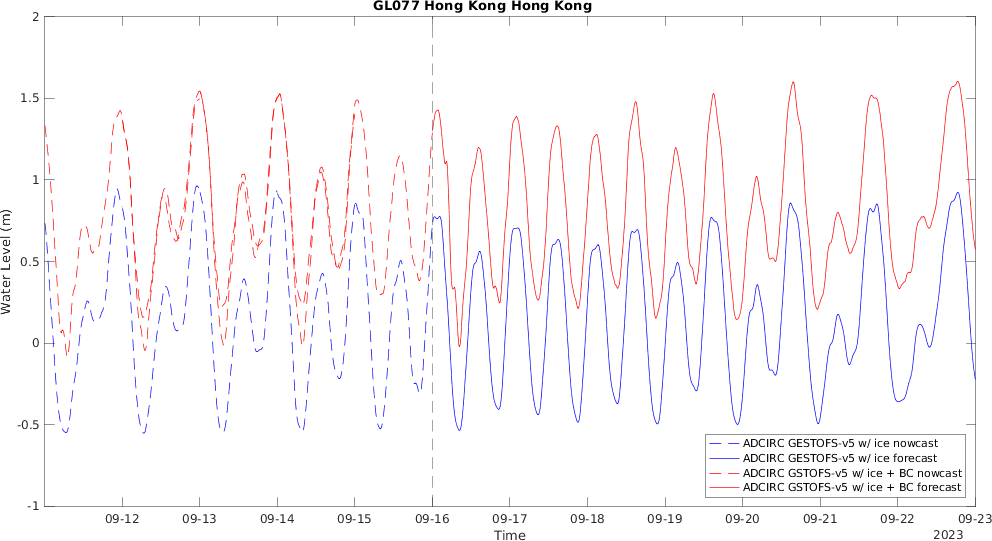 GL077 Hong Kong Hong Kong
2
1.5
1
0.5
0
-0.5
-1
Water Level (m)
ADCIRC GESTOFS-v5 w/ ice nowcast
ADCIRC GESTOFS-v5 w/ ice forecast
ADCIRC GSTOFS-v5 w/ ice + BC nowcast
ADCIRC GSTOFS-v5 w/ ice + BC forecast
09-12 09-13 09-14 09-15 09-16 09-17 09-18 09-19 09-20 09-21 09-22 09-23
Time
2023